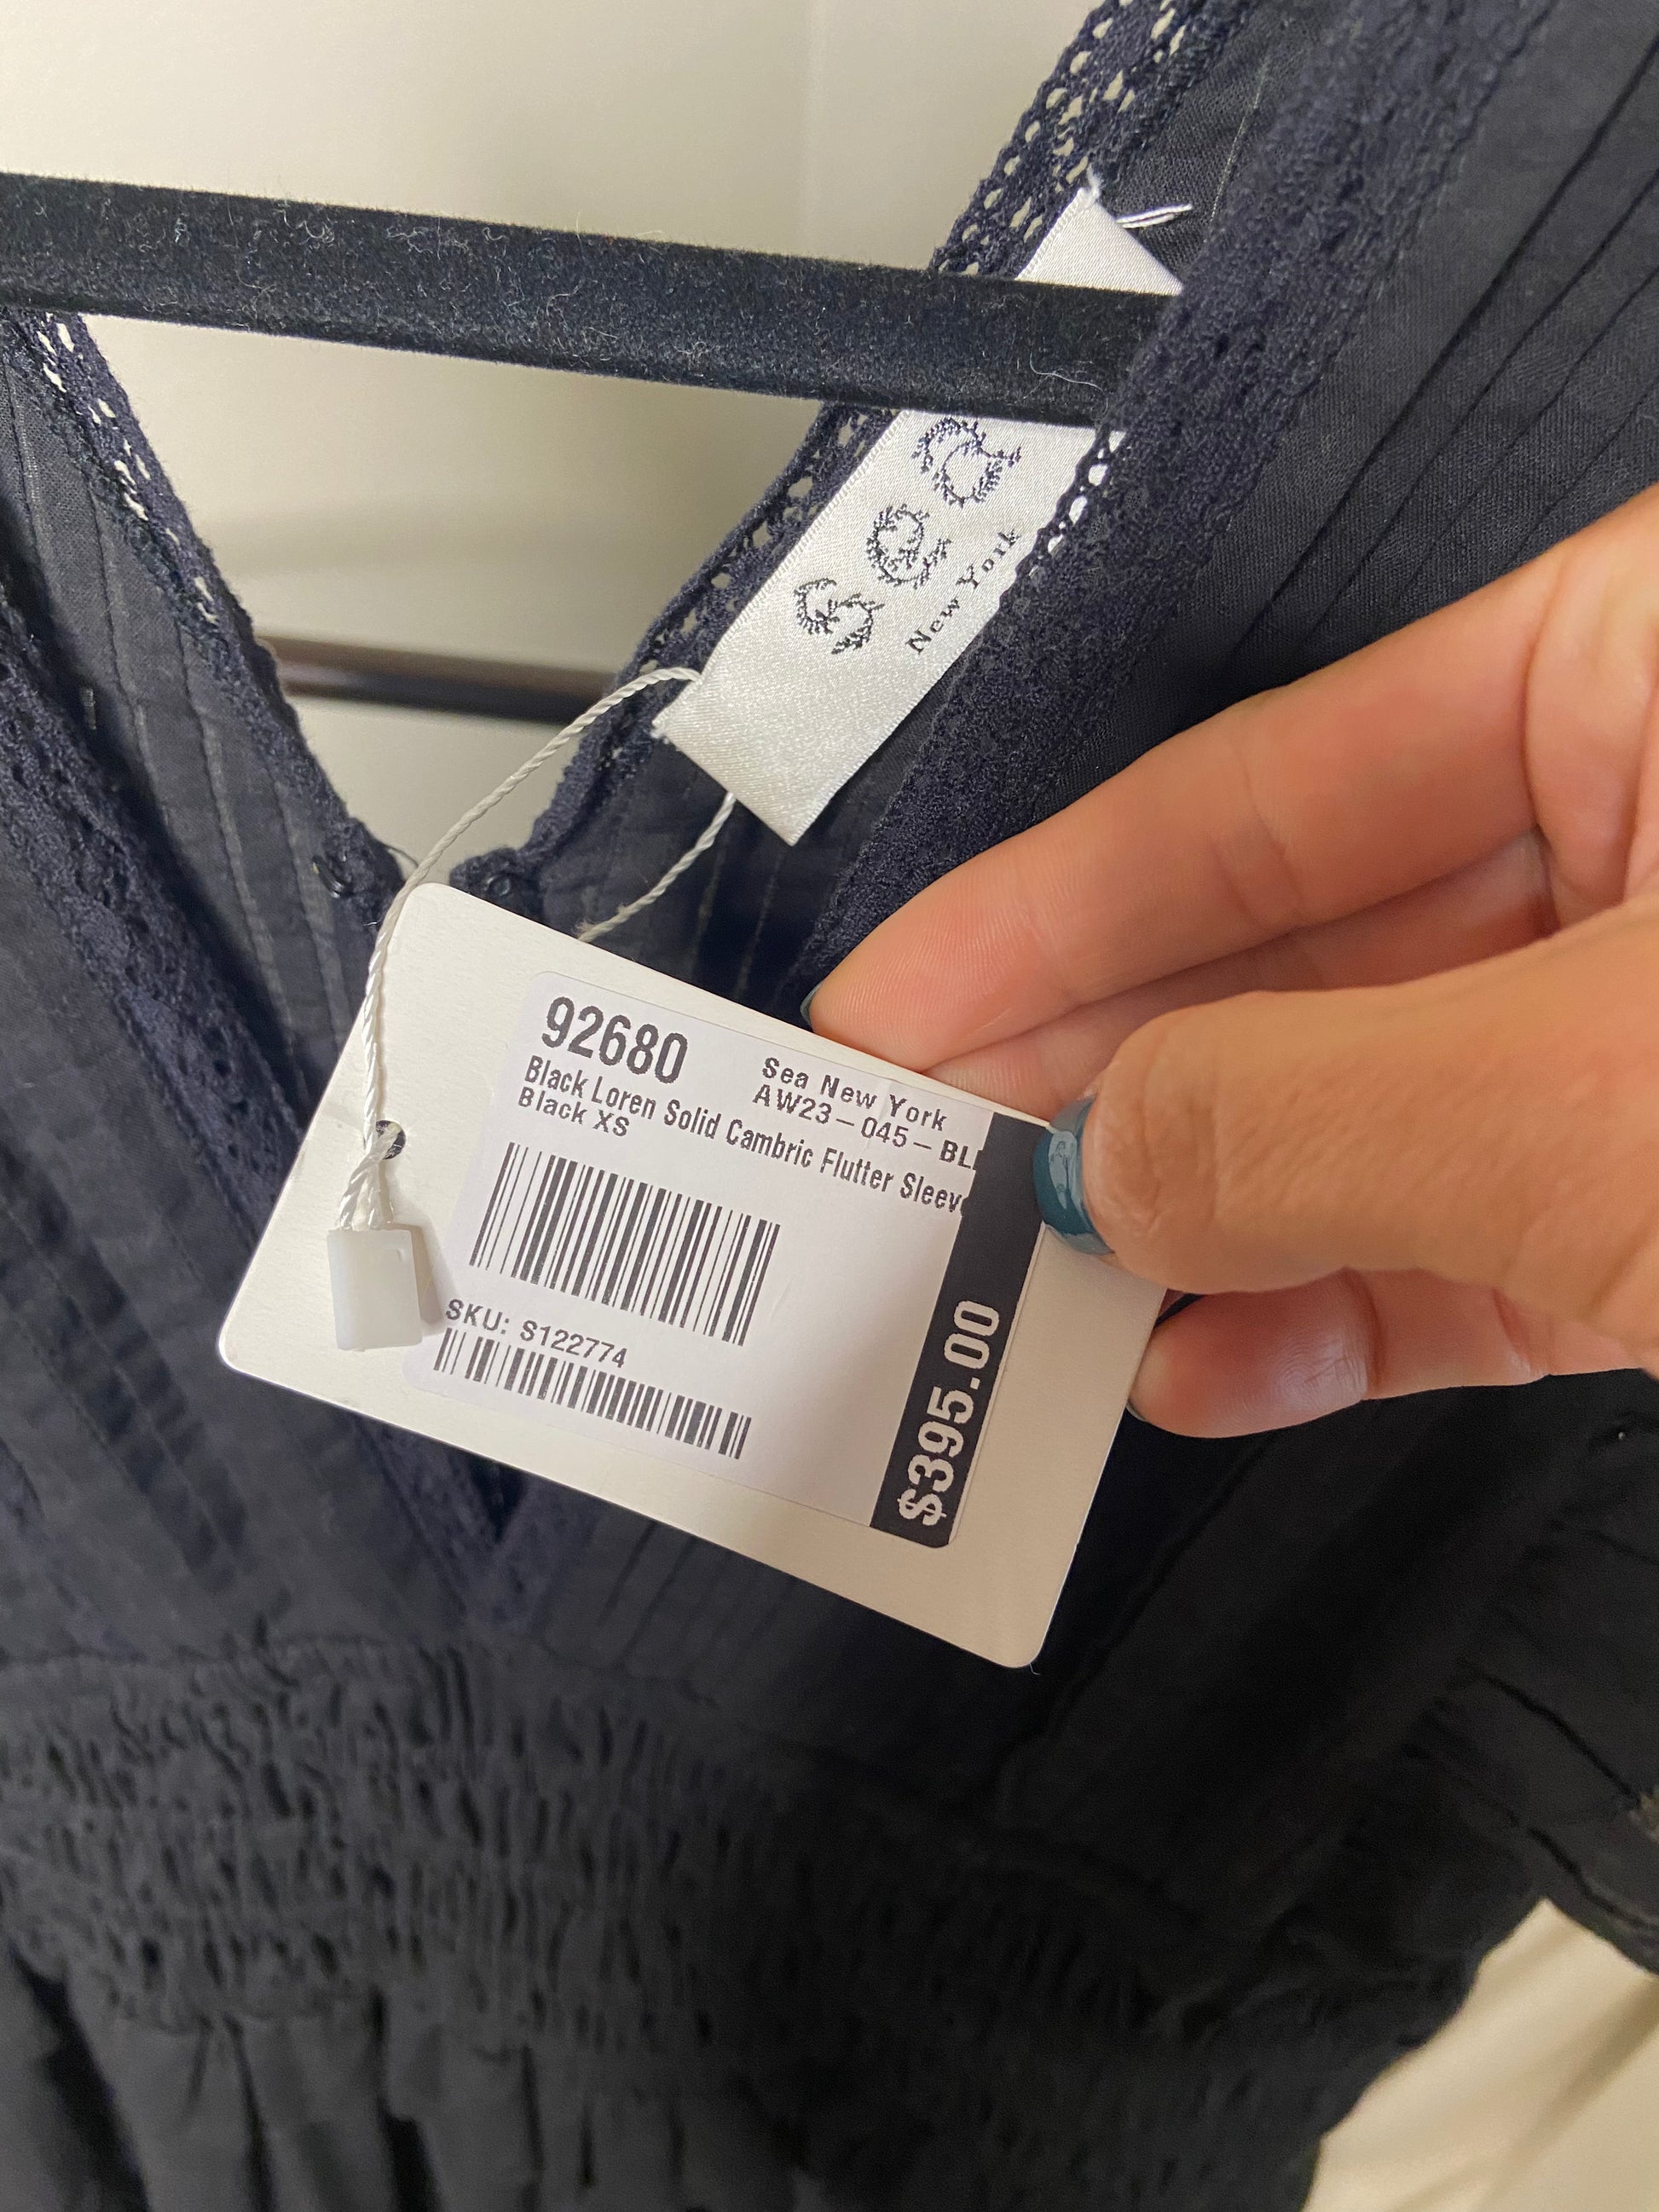 sea
New York
92680
Sea New York
AW23-045-BL
Black Loren Solid Cambric Flutter Sleeve
Black XS
SKU: S122774
$395.00